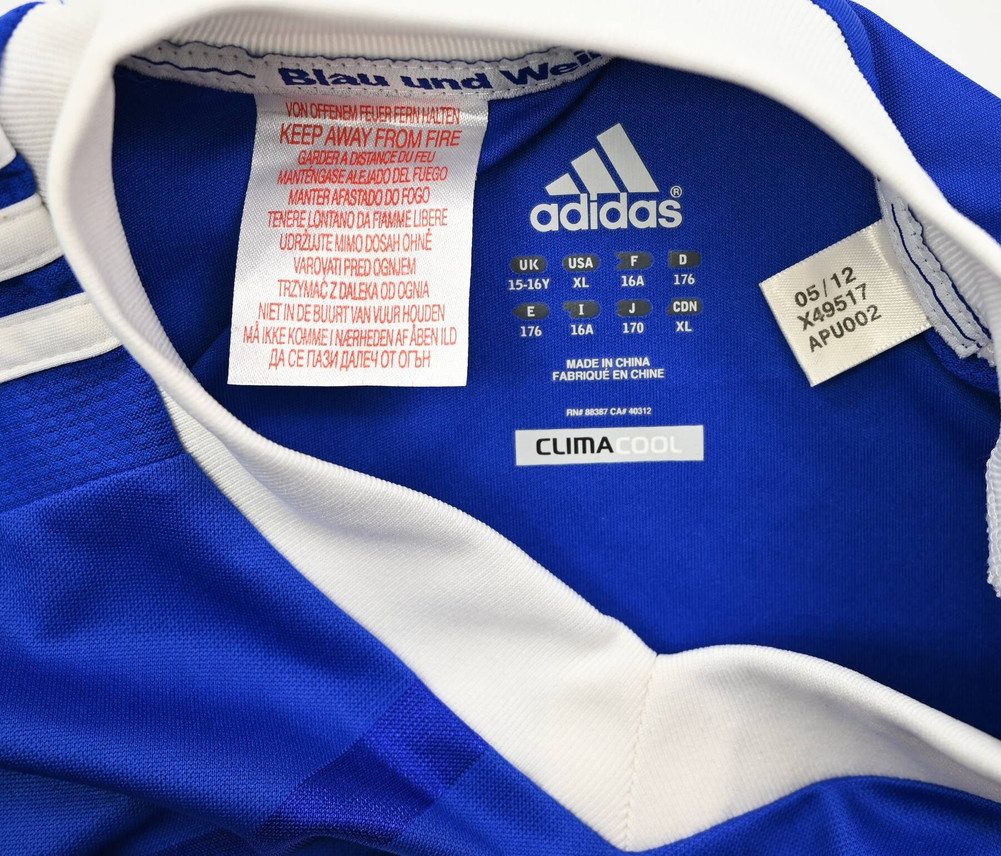 Blau und Wei
VON OFFENEM FEUER FERN HALTEN
KEEP AWAY FROM FIRE
GARDER A DISTANCE DU FEU
MANTENGASE ALEJADO DEL FUEGO
MANTER AFASTADO DO FOGO
TENERE LONTANO DA FIAMME LIBERE
UDRŽUJTE MIMO DOSAH OHNĚ
VAROVATI PRED OGNJEM
TRZYMAĆ Z DALEKA OD OGNIA
NIET IN DE BUURT VAN VUUR HOUDEN
MÅ IKKE KOMME I NÆRHEDEN AF ÅBEN ILD
ДА СЕ ПАЗИ ДАЛЕЧ ОТ ОГЪН
adidas®
UK USA F D
15-16Y XL 16A 176
E I J CDN
176 16A 170 XL
MADE IN CHINA
FABRIQUÉ EN CHINE
RN# 88387 CA# 40312
CLIMACOOL
05/12
X49517
APU002